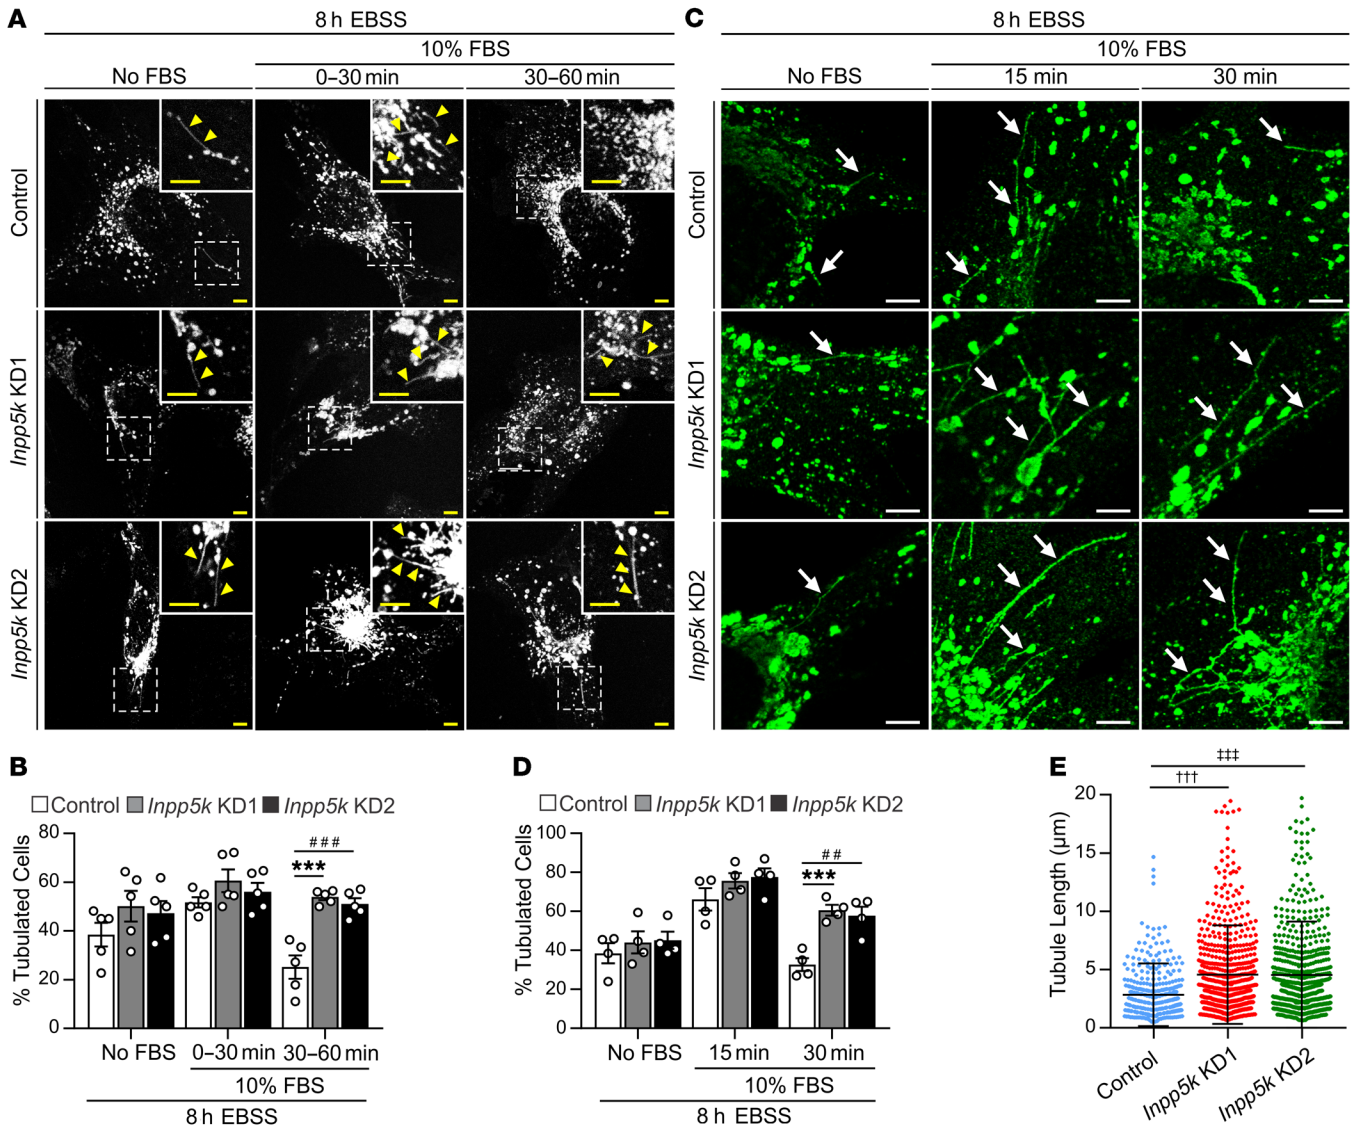 A
8 h EBSS
10% FBS
No FBS
0–30 min
30–60 min
Control
Inpp5k KD1
Inpp5k KD2
C
8 h EBSS
10% FBS
No FBS
15 min
30 min
Control
Inpp5k KD1
Inpp5k KD2
B
Control Inpp5k KD1 Inpp5k KD2
% Tubulated Cells
80
60
40
20
0
###
***
No FBS
0–30 min
30–60 min
10% FBS
8 h EBSS
D
Control Inpp5k KD1 Inpp5k KD2
% Tubulated Cells
100
80
60
40
20
0
##
***
No FBS
15 min
30 min
10% FBS
8 h EBSS
E
‡‡‡
†††
Tubule Length (µm)
20
15
10
5
0
Control
Inpp5k KD1
Inpp5k KD2